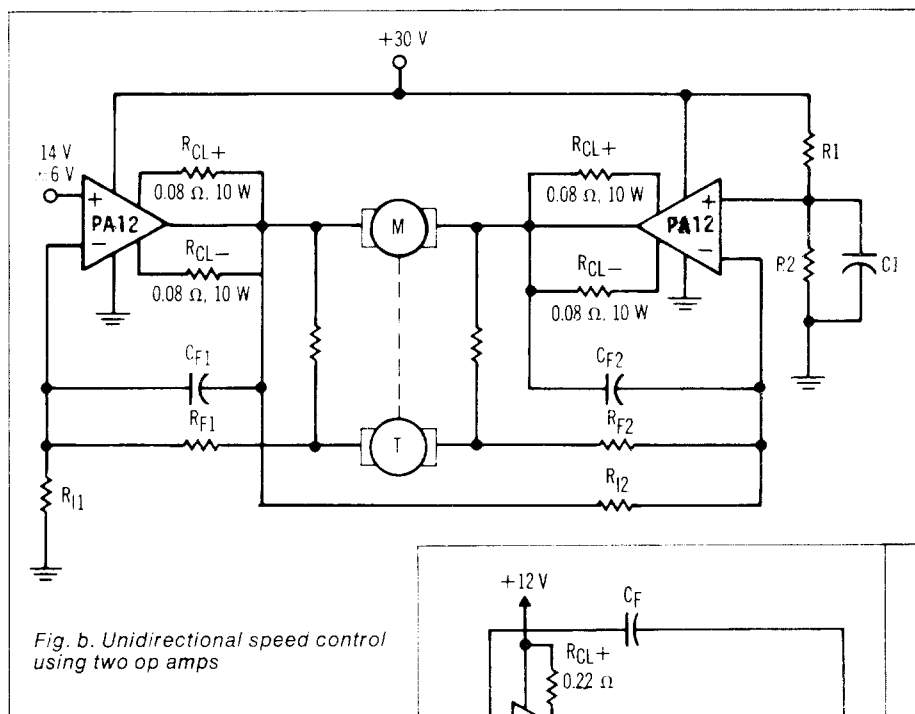 +30 V
14 V
±6 V
+
PA12
−
RCL+
0.08 Ω, 10 W
RCL−
0.08 Ω, 10 W
M
RCL+
0.08 Ω, 10 W
RCL−
0.08 Ω, 10 W
+
PA12
−
R1
R2
C1
CF1
RF1
RI1
T
CF2
RF2
RI2
Fig. b. Unidirectional speed control
using two op amps
+12 V
CF
RCL+
0.22 Ω